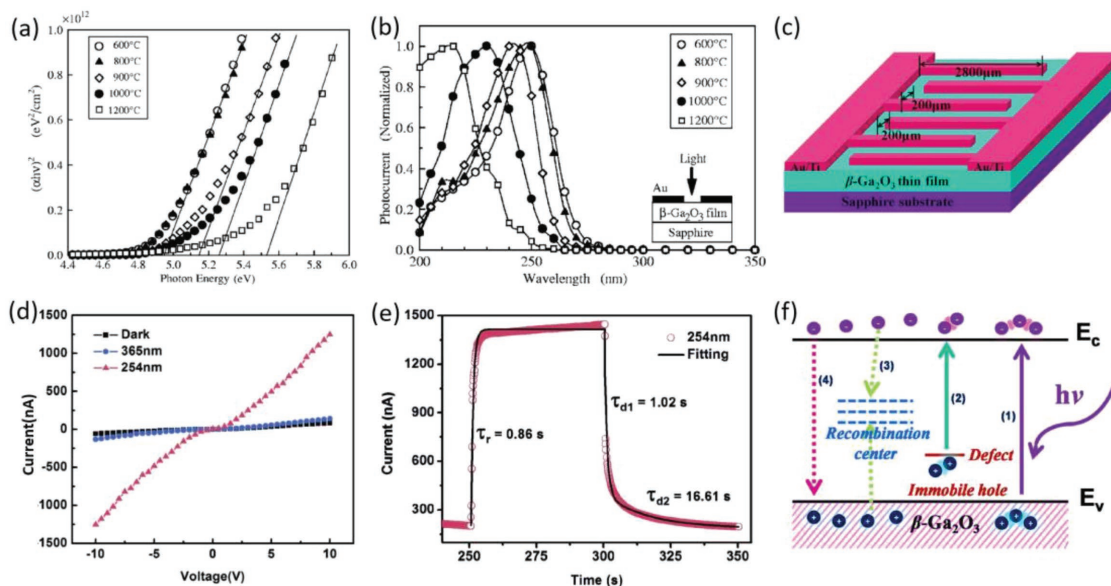 (a)
(αhν)² (eV²/cm²)
x 10¹²
1.0
0.8
0.6
0.4
0.2
0.0
600°C
800°C
900°C
1000°C
1200°C
4.4 4.6 4.8 5.0 5.2 5.4 5.6 5.8 6.0
Photon Energy (eV)
(b)
Photocurrent (Normalized)
1.0
0.8
0.6
0.4
0.2
0.0
600°C
800°C
900°C
1000°C
1200°C
Light
Au
β-Ga₂O₃ film
Sapphire
200 250 300 350
Wavelength (nm)
(c)
2800μm
200μm
200μm
Au/Ti Au/Ti
β-Ga₂O₃ thin film
Sapphire substrate
(d)
Current(nA)
1500
1250
1000
750
500
250
0
-250
-500
-750
-1000
-1250
1500
Dark
365nm
254nm
-10 -5 0 5 10
Voltage(V)
(e)
Current (nA)
1500
1200
900
600
300
254nm
Fitting
τr = 0.86 s
τd1 = 1.02 s
τd2 = 16.61 s
250 275 300 325 350
Time (s)
(f)
Ec
(4)
(3)
(2)
(1)
hν
Recombination
center
Defect
Immobile hole
Ev
β-Ga₂O₃